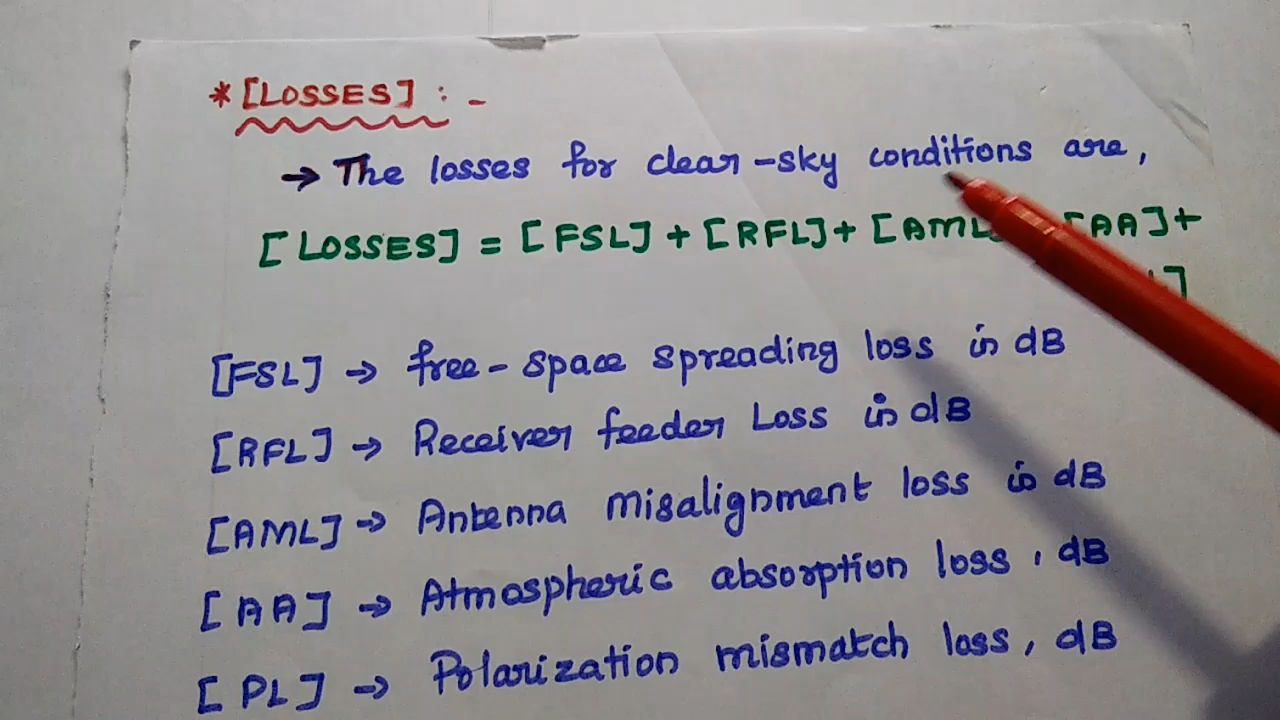 *[LOSSES] : -
→ The losses for clear-sky conditions are,
[LOSSES] = [FSL] + [RFL] + [AML [AA] +
[FSL] → free-space spreading loss in dB
[RFL] → Receiver feeder Loss in dB
[AML] → Antenna Misalignment loss in dB
[AA] → Atmospheric absorption loss, dB
[PL] → Polarization mismatch loss, dB